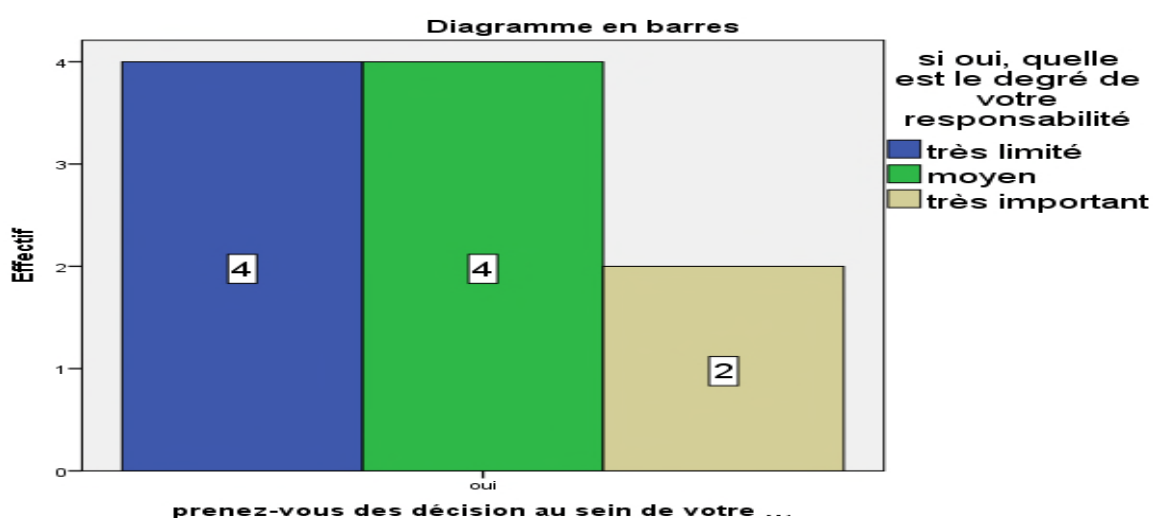 Diagramme en barres
si oui, quelle
est le degré de
votre
responsabilité
très limité
moyen
très important
Effectif
4
3
2
1
0
4
4
2
oui
prenez-vous des décision au sein de votre ...